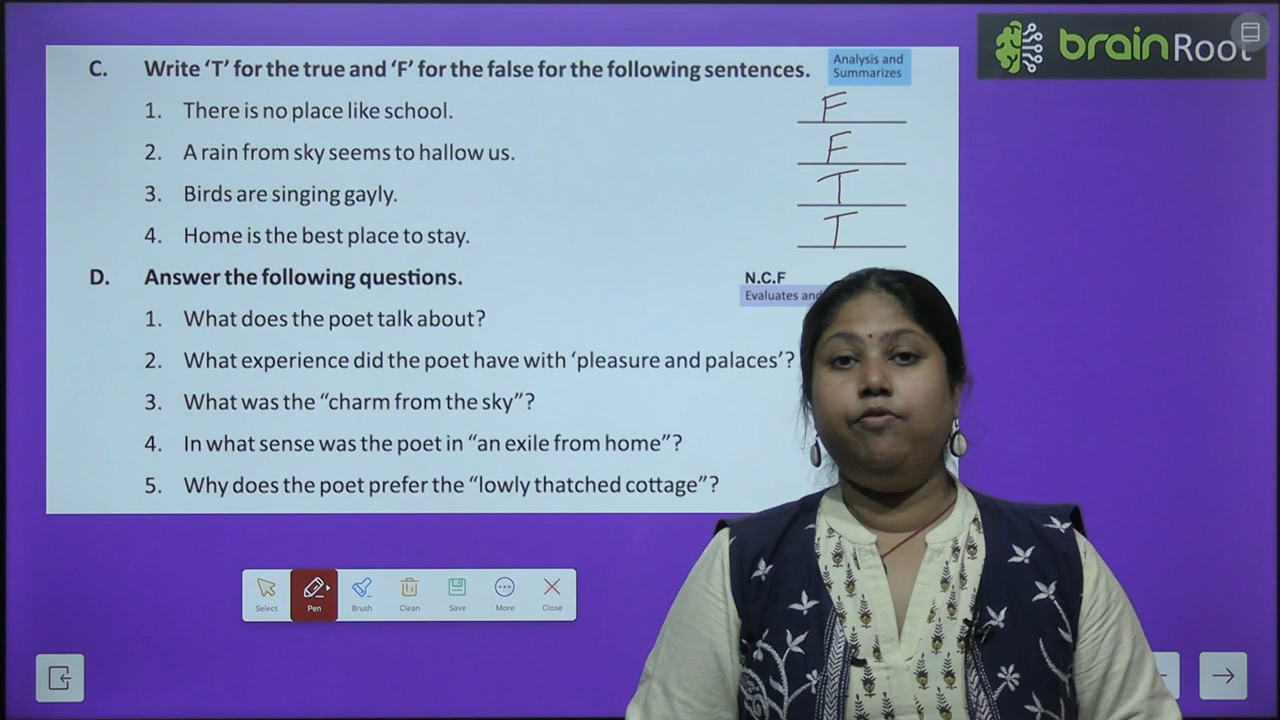 brainRoot
C. Write ‘T’ for the true and ‘F’ for the false for the following sentences.
Analysis and
Summarizes
1. There is no place like school. F
2. A rain from sky seems to hallow us. F
3. Birds are singing gayly. T
4. Home is the best place to stay. T
D. Answer the following questions.
N.C.F
Evaluates and
1. What does the poet talk about?
2. What experience did the poet have with ‘pleasure and palaces’?
3. What was the “charm from the sky”?
4. In what sense was the poet in “an exile from home”?
5. Why does the poet prefer the “lowly thatched cottage”?
Select Pen Brush Clean Save More Close